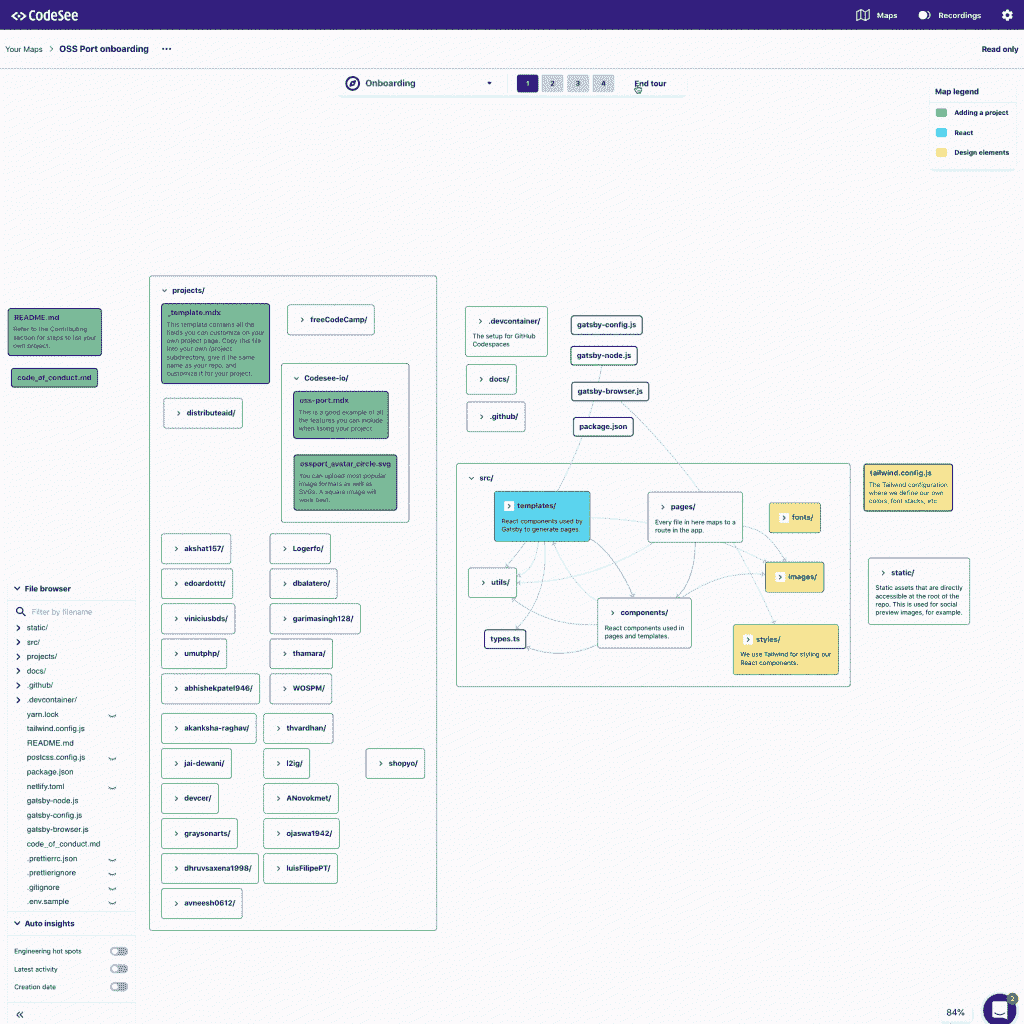 CodeSee
Maps
Recordings
Your Maps > OSS Port onboarding ...
Read only
Onboarding
1 2 3 4
End tour
Map legend
Adding a project
React
Design elements
README.md
Refer to the Contributing
section for steps to list your
own project.
code_of_conduct.md
projects/
_template.mdx
This template contains all the
fields you can customize on your
own project page. Copy this file
into your own /project
subdirectory, give it the same
name as your repo, and
customize it for your project.
freeCodeCamp/
distributeaid/
Codesee-io/
oss-port.mdx
This is a good example of all
the features you can include
when listing your project
ossport_avatar_circle.svg
You can upload most popular
image formats as well as
SVGs. A square image will
work best.
akshat157/
Logerfo/
edoardottt/
dbalatero/
viniciusbds/
garimasingh128/
umutphp/
thamara/
abhishekpatel946/
WOSPM/
akanksha-raghav/
thvardhan/
jai-dewani/
l2ig/
shopyo/
devcer/
ANovokmet/
graysonarts/
ojaswa1942/
dhruvsaxena1998/
luisFilipePT/
avneesh0612/
.devcontainer/
The setup for GitHub
Codespaces
docs/
.github/
gatsby-config.js
gatsby-node.js
gatsby-browser.js
package.json
src/
templates/
React components used by
Gatsby to generate pages.
pages/
Every file in here maps to a
route in the app.
fonts/
images/
utils/
types.ts
components/
React components used in
pages and templates.
styles/
We use Tailwind for styling our
React components.
tailwind.config.js
The Tailwind configuration
where we define our own
colors, font stacks, etc
static/
Static assets that are directly
accessible at the root of the
repo. This is used for social
preview images, for example.
File browser
Filter by filename
static/
src/
projects/
docs/
.github/
.devcontainer/
yarn.lock
tailwind.config.js
README.md
postcss.config.js
package.json
netlify.toml
gatsby-node.js
gatsby-config.js
gatsby-browser.js
code_of_conduct.md
.prettierrc.json
.prettierignore
.gitignore
.env.sample
Auto insights
Engineering hot spots
Latest activity
Creation date
84%
2